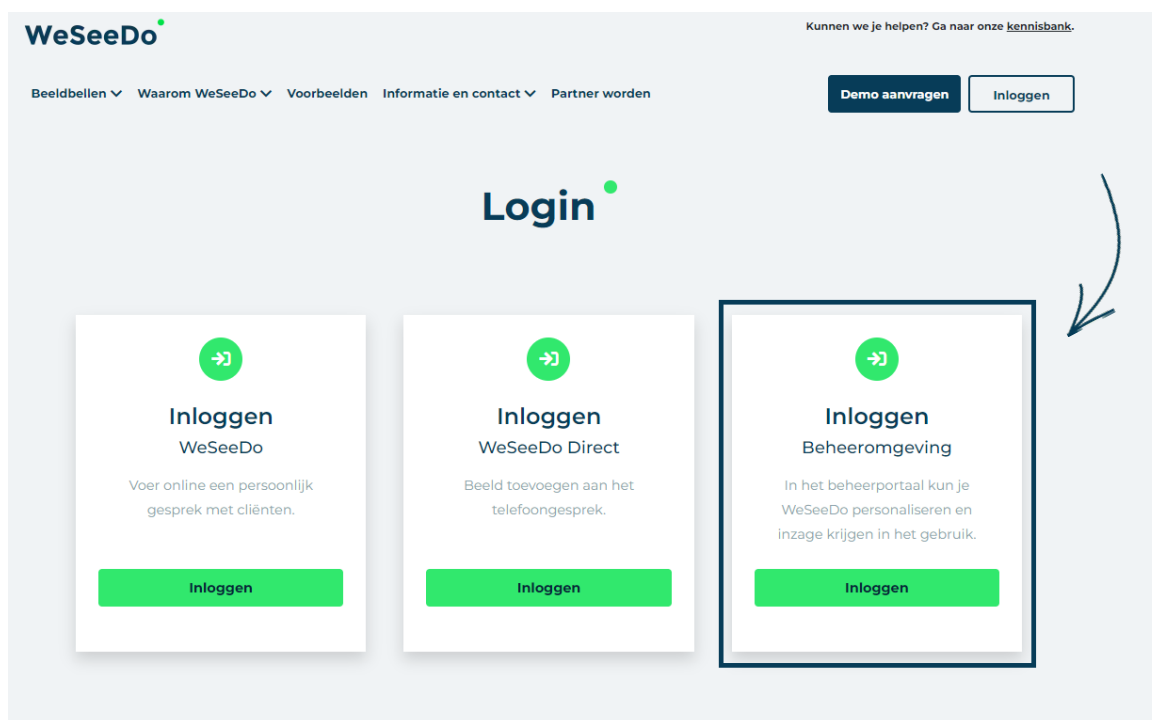 WeSeeDo
Kunnen we je helpen? Ga naar onze kennisbank.
Beeldbellen Waarom WeSeeDo Voorbeelden Informatie en contact Partner worden Demo aanvragen Inloggen
Login
Inloggen
WeSeeDo
Voer online een persoonlijk
gesprek met cliënten.
Inloggen
Inloggen
WeSeeDo Direct
Beeld toevoegen aan het
telefoongesprek.
Inloggen
Inloggen
Beheeromgeving
In het beheerportaal kun je
WeSeeDo personaliseren en
inzage krijgen in het gebruik.
Inloggen